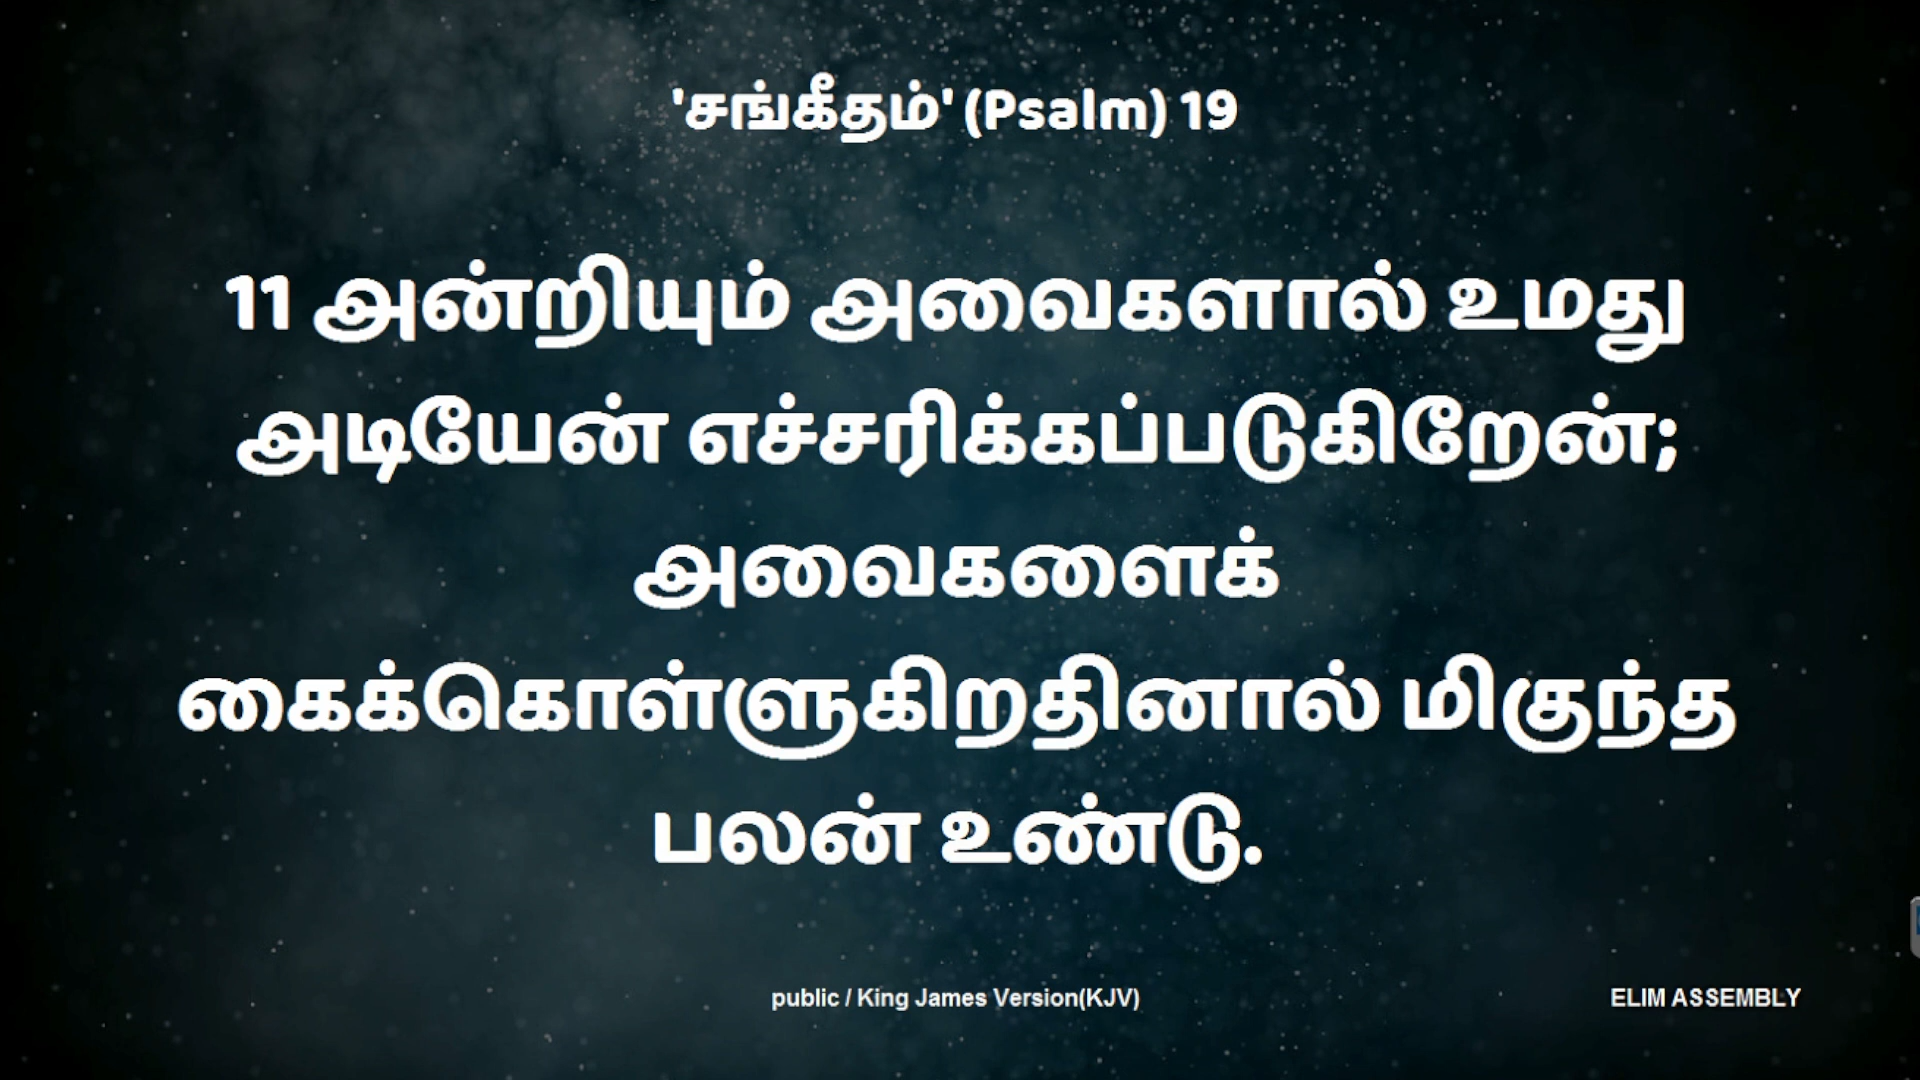 'சங்கீதம்' (Psalm) 19
11 அன்றியும் அவைகளால் உமது
அடியேன் எச்சரிக்கப்படுகிறேன்;
அவைகளைக்
கைக்கொள்ளுகிறதினால் மிகுந்த
பலன் உண்டு.
public / King James Version(KJV)
ELIM ASSEMBLY